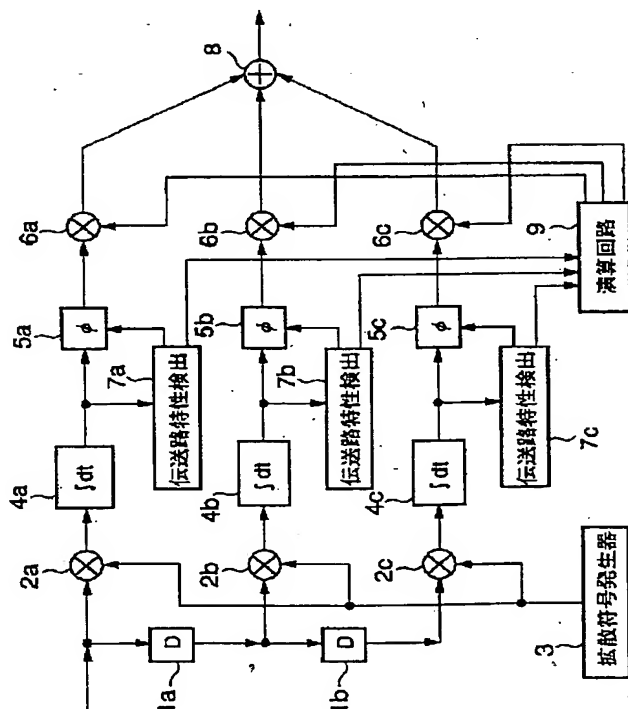 8
6a
6b
6c
9
演算回路
5a
φ
5b
φ
5c
φ
7a
伝送路特性検出
7b
伝送路特性検出
7c
伝送路特性検出
4a
∫dt
4b
∫dt
4c
∫dt
2a
2b
2c
D
1a
D
1b
3
拡散符号発生器